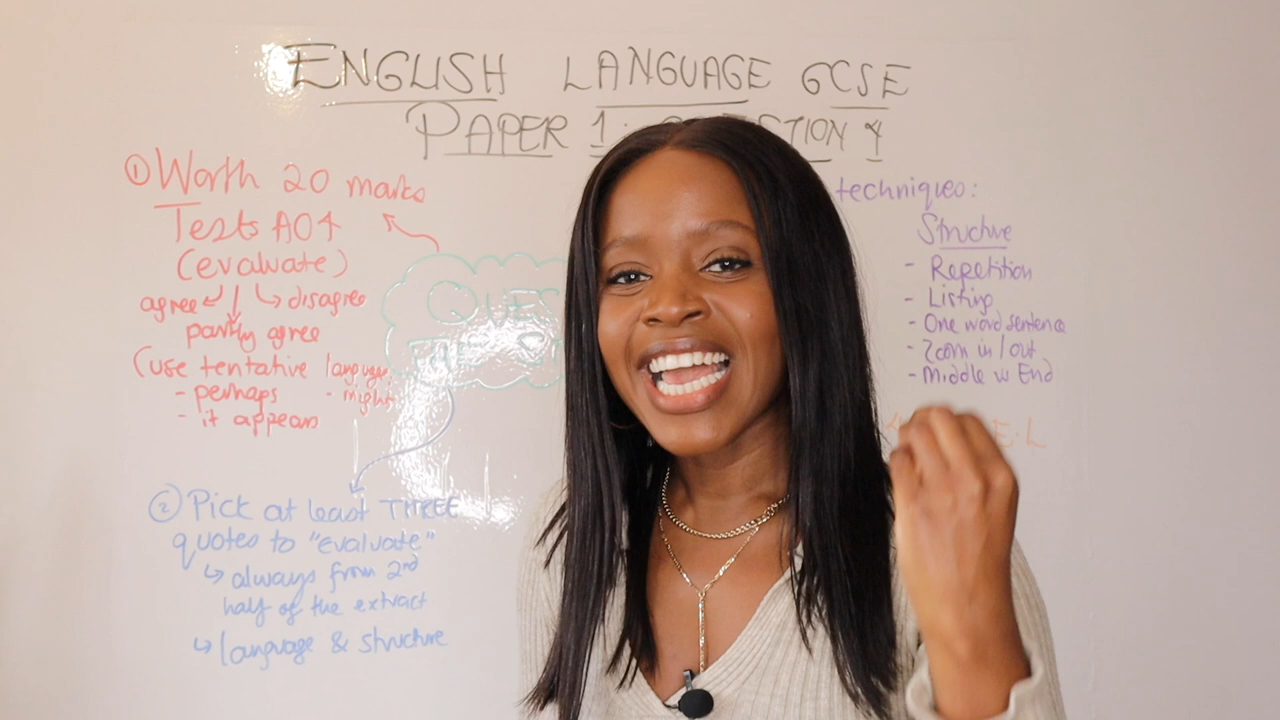 ENGLISH LANGUAGE GCSE
PAPER 1: QUESTION 4
① Worth 20 marks
Tests AO4
(evaluate)
agree disagree
partly agree
(use tentative language
- perhaps - might
- it appears
② Pick at least THREE
quotes to "evaluate"
↳ always from 2nd
half of the extract
↳ language & structure
techniques:
Structure
- Repetition
- Listing
- One word sentence
- Zoom in/out
- Middle w End
E.L